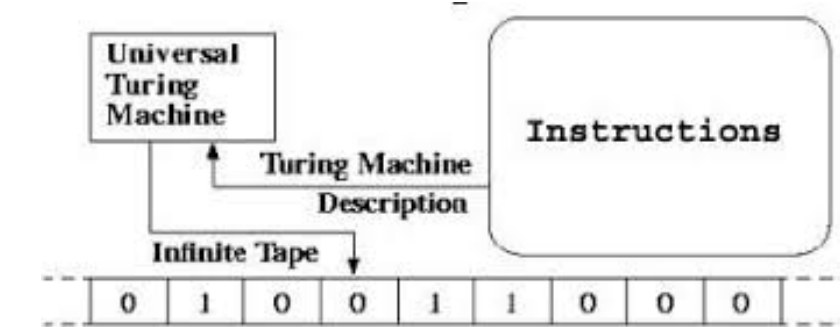 Universal
Turing
Machine
Instructions
Turing Machine
Description
Infinite Tape
0 1 0 0 1 1 0 0 0